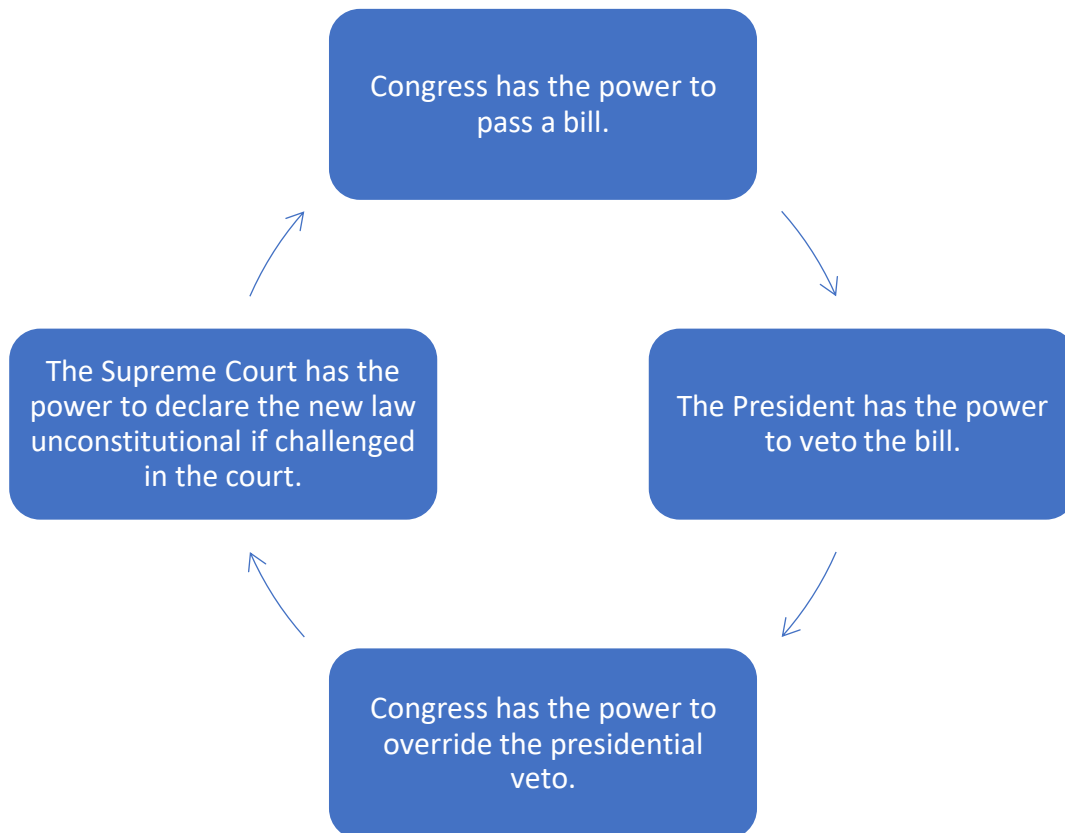 Congress has the power to
pass a bill.
The President has the power
to veto the bill.
Congress has the power to
override the presidential
veto.
The Supreme Court has the
power to declare the new law
unconstitutional if challenged
in the court.